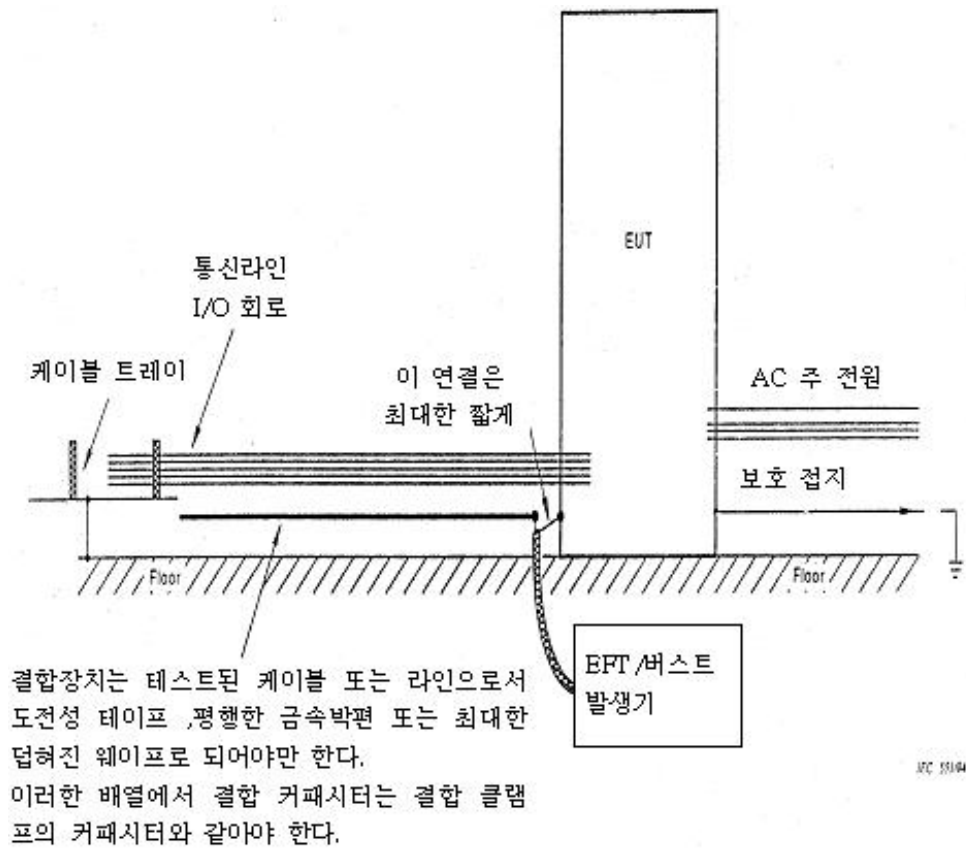 EUT
통신라인
I/O 회로
케이블 트레이
이 연결은
최대한 짧게
AC 주 전원
보호 접지
Floor
Floor
EFT/버스트
발생기
결합장치는 테스트된 케이블 또는 라인으로서
도전성 테이프 ,평행한 금속박편 또는 최대한
덥혀진 웨이프로 되어야만 한다.
이러한 배열에서 결합 커패시터는 결합 클램
프의 커패시터와 같아야 한다.
IEC